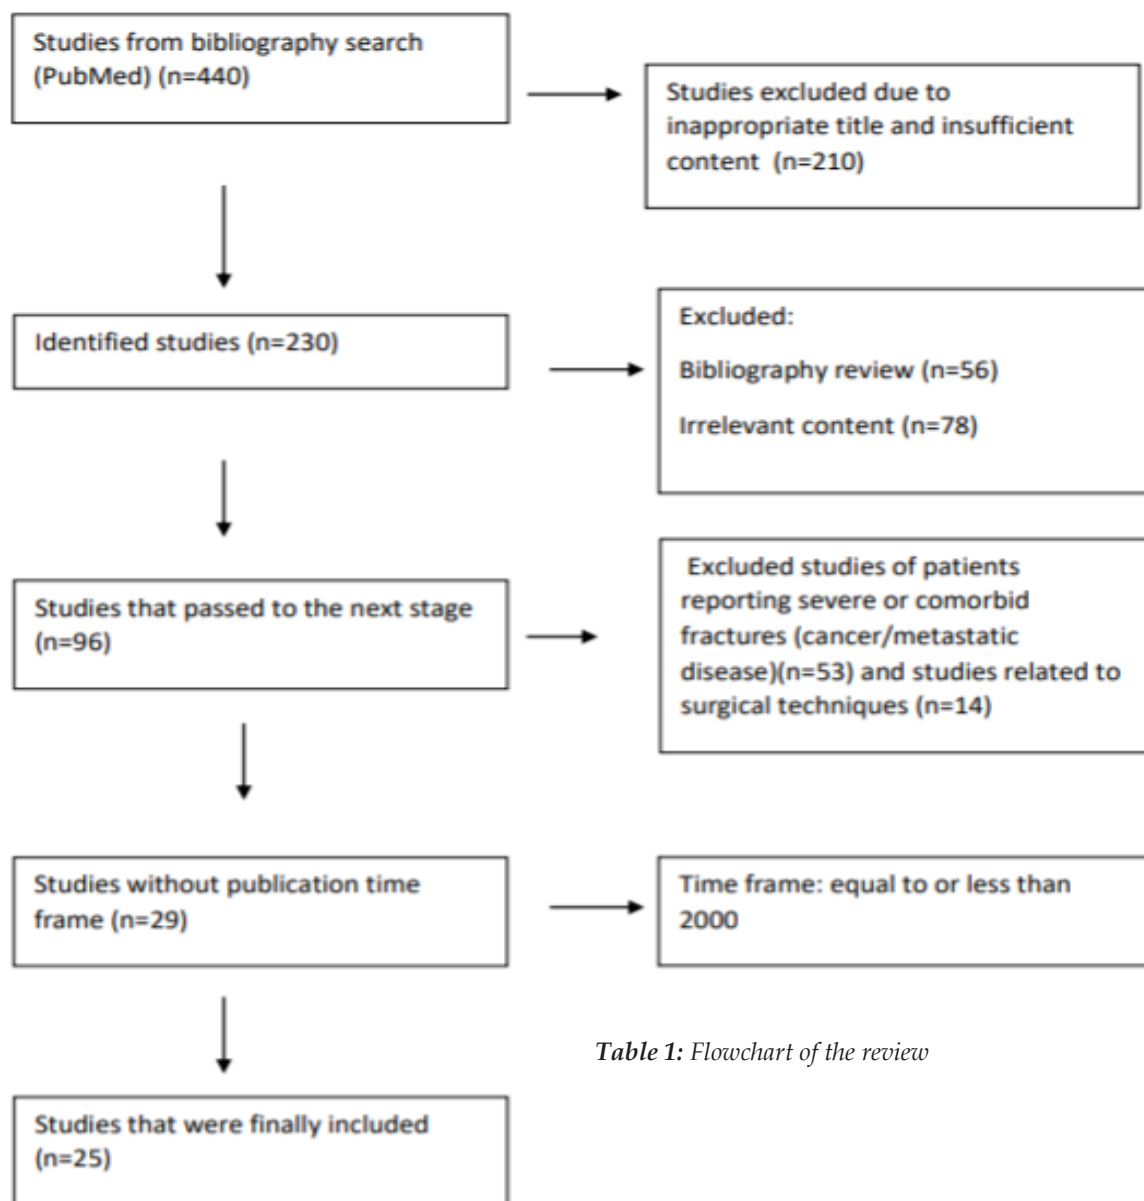 Studies from bibliography search
(PubMed) (n=440)
Studies excluded due to
inappropriate title and insufficient
content (n=210)
Identified studies (n=230)
Excluded:
Bibliography review (n=56)
Irrelevant content (n=78)
Studies that passed to the next stage
(n=96)
Excluded studies of patients
reporting severe or comorbid
fractures (cancer/metastatic
disease)(n=53) and studies related to
surgical techniques (n=14)
Studies without publication time
frame (n=29)
Time frame: equal to or less than
2000
Table 1: Flowchart of the review
Studies that were finally included
(n=25)